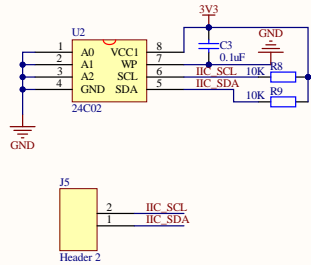 3V3
U2
GND
1 A0 VCC1 8
2 A1 WP 7
3 A2 SCL 6
4 GND SDA 5
24C02
C3
0.1uF
IIC_SCL 10K R8
IIC_SDA
10K R9
GND
J5
2 IIC_SCL
1 IIC_SDA
Header 2